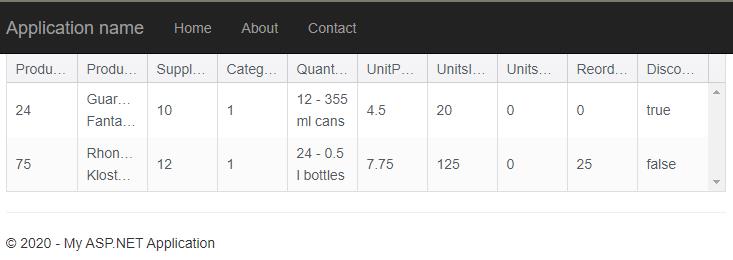 Application name Home About Contact
Produ... Produ... Suppl... Categ... Quant... UnitP... UnitsI... Units... Reord... Disco...
24 Guar... 10 1 12 - 355 4.5 20 0 0 true
Fanta... ml cans
75 Rhon... 12 1 24 - 0.5 7.75 125 0 25 false
Klost... l bottles
© 2020 - My ASP.NET Application